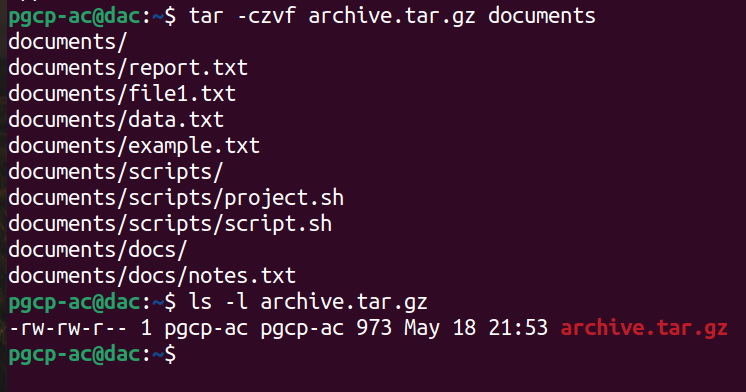 pgcp-ac@dac:~$ tar -czvf archive.tar.gz documents
documents/
documents/report.txt
documents/file1.txt
documents/data.txt
documents/example.txt
documents/scripts/
documents/scripts/project.sh
documents/scripts/script.sh
documents/docs/
documents/docs/notes.txt
pgcp-ac@dac:~$ ls -l archive.tar.gz
-rw-rw-r-- 1 pgcp-ac pgcp-ac 973 May 18 21:53 archive.tar.gz
pgcp-ac@dac:~$